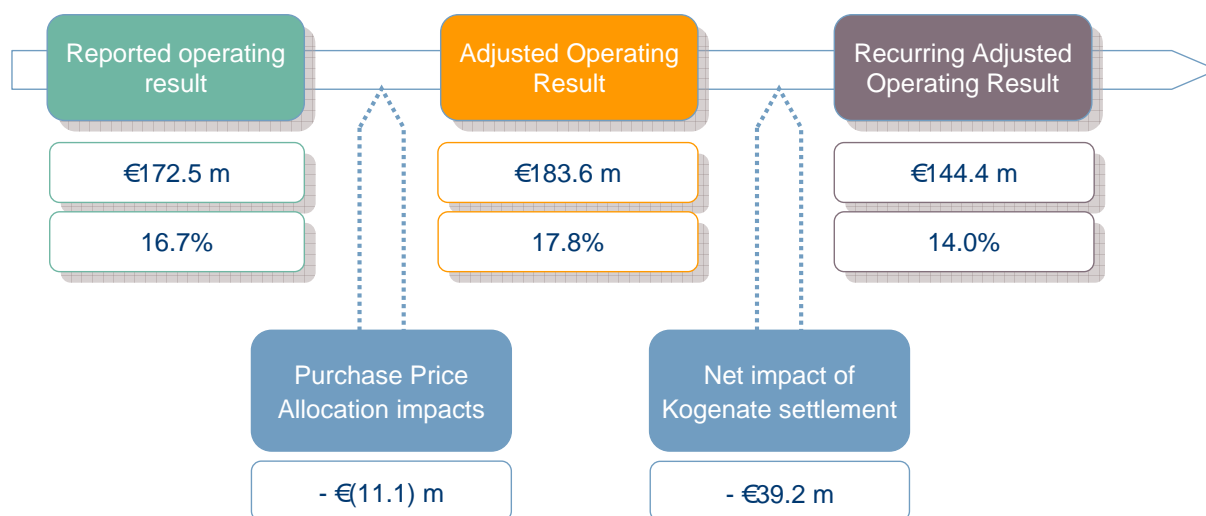 Reported operating
result
Adjusted Operating
Result
Recurring Adjusted
Operating Result
€172.5 m
€183.6 m
€144.4 m
16.7%
17.8%
14.0%
Purchase Price
Allocation impacts
Net impact of
Kogenate settlement
- €(11.1) m
- €39.2 m